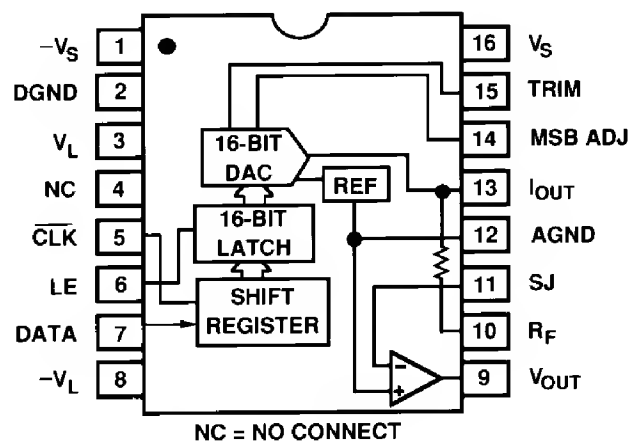 -VS 1
DGND 2
VL 3
NC 4
CLK 5
LE 6
DATA 7
-VL 8
16-BIT
DAC
REF
16-BIT
LATCH
SHIFT
REGISTER
-
+
16 VS
15 TRIM
14 MSB ADJ
13 IOUT
12 AGND
11 SJ
10 RF
9 VOUT
NC = NO CONNECT